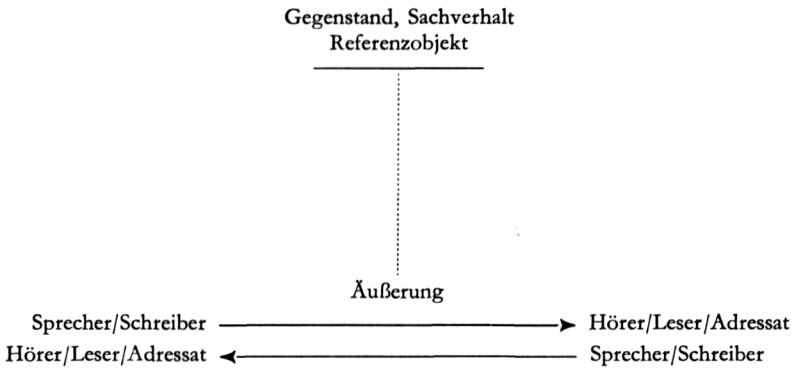 Gegenstand, Sachverhalt
Referenzobjekt
Äußerung
Sprecher/Schreiber
Hörer/Leser/Adressat
Hörer/Leser/Adressat
Sprecher/Schreiber